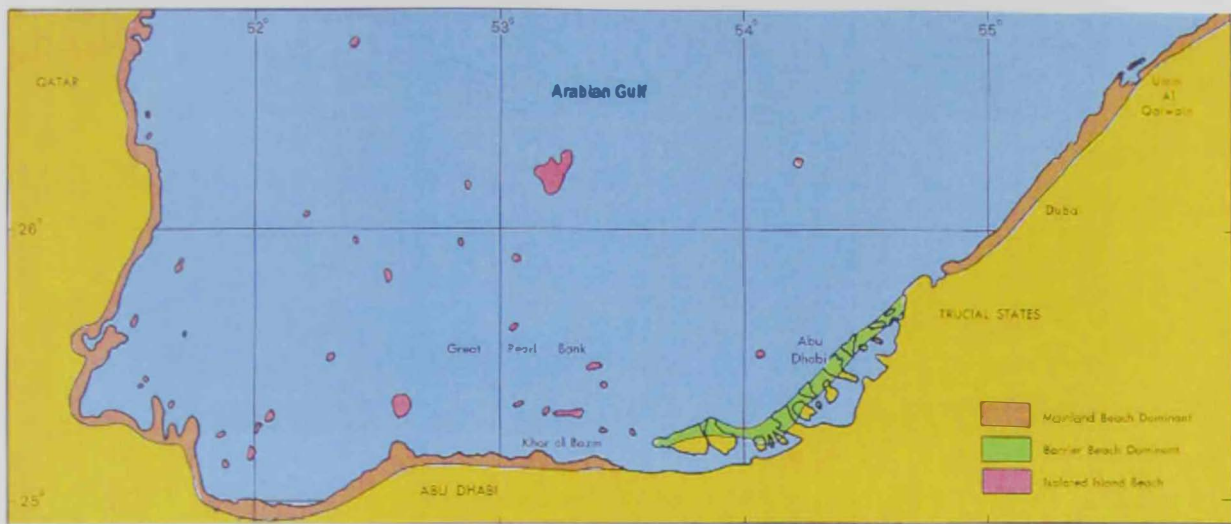 52°
53°
54°
55°
QATAR
Arabian Gulf
Umm
Al
Qaiwain
26°
Dubai
TRUCIAL STATES
Great Pearl Bank
Abu
Dhabi
Khor al Bazm
Mainland Beach Dominant
Barrier Beach Dominant
Isolated Island Beach
ABU DHABI
25°